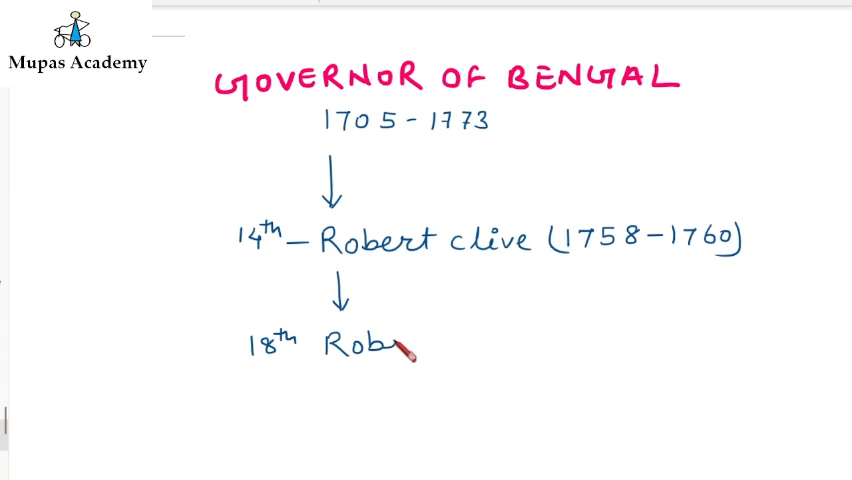 Mupas Academy
GOVERNOR OF BENGAL
1705-1773
14th - Robert clive (1758-1760)
18th Rob